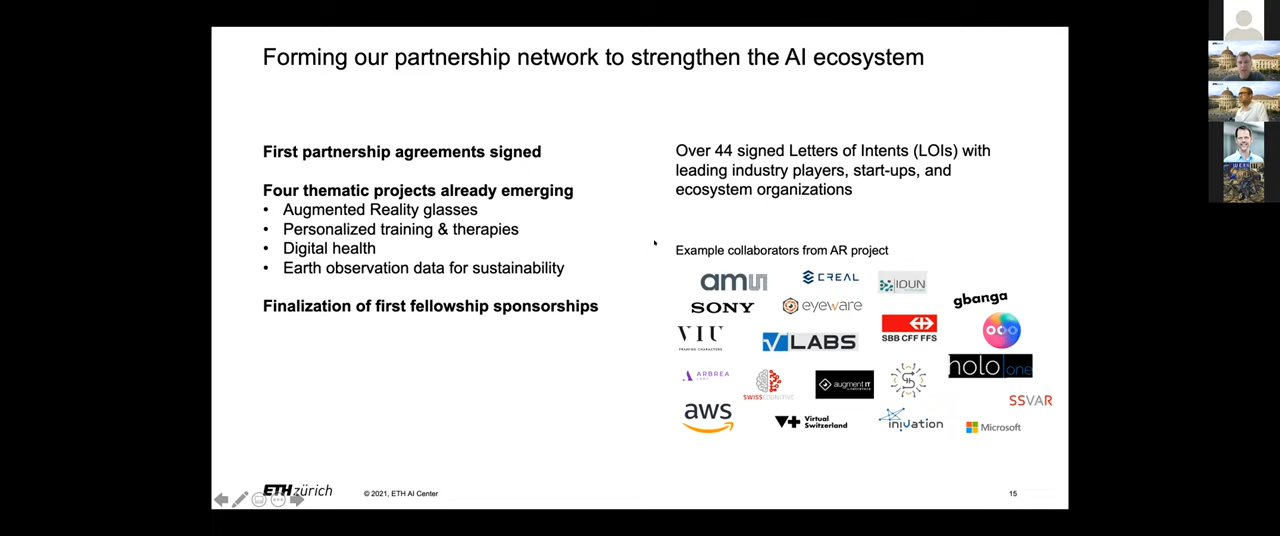 Forming our partnership network to strengthen the AI ecosystem
First partnership agreements signed
Four thematic projects already emerging
• Augmented Reality glasses
• Personalized training & therapies
• Digital health
• Earth observation data for sustainability
Finalization of first fellowship sponsorships
Over 44 signed Letters of Intents (LOIs) with
leading industry players, start-ups, and
ecosystem organizations
Example collaborators from AR project
amu
CREAL
IDUN
SONY
eyeware
gbanga
VIU
FRAMING CHARACTERS
V LABS
SBB CFF FFS
holo|one
ARBREA
LABS
SWISSCOGNITIVE
augment IT
SSVAR
aws
V+ Virtual
Switzerland
iniVation
Microsoft
ETH zürich
© 2021, ETH AI Center
15